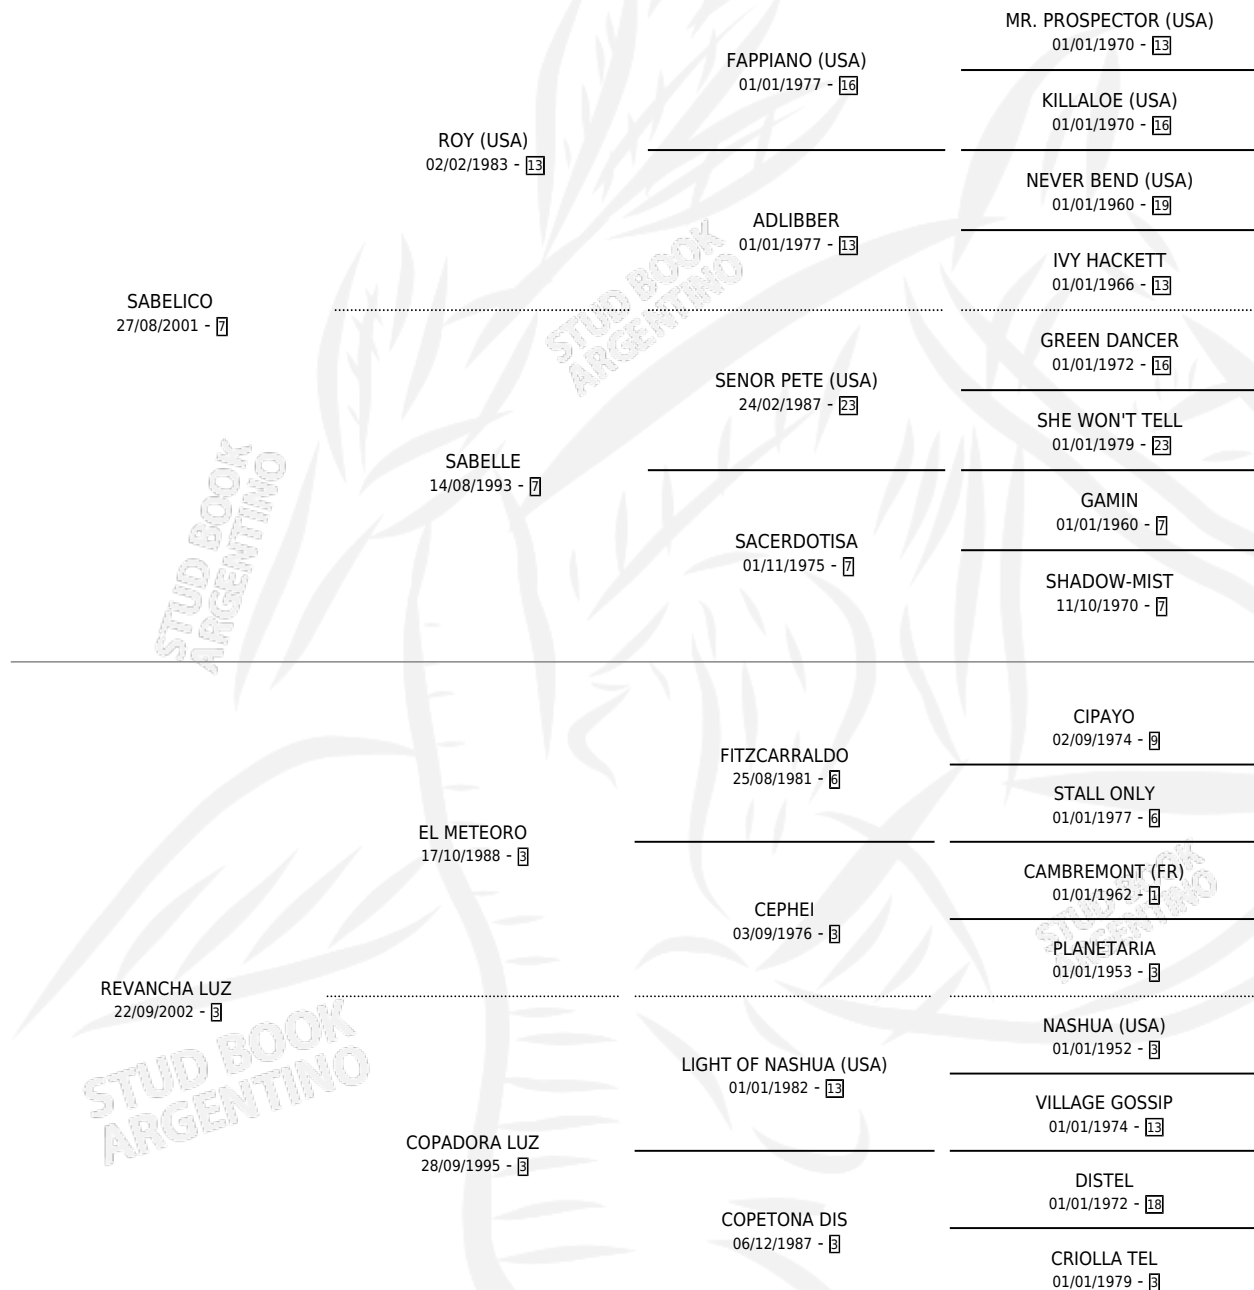 MR. PROSPECTOR (USA)
01/01/1970 - 13
FAPPIANO (USA)
01/01/1977 - 16
KILLALOE (USA)
01/01/1970 - 16
ROY (USA)
02/02/1983 - 13
NEVER BEND (USA)
01/01/1960 - 19
ADLIBBER
01/01/1977 - 13
IVY HACKETT
01/01/1966 - 13
SABELICO
27/08/2001 - 7
GREEN DANCER
01/01/1972 - 16
SENOR PETE (USA)
24/02/1987 - 23
SHE WON'T TELL
01/01/1979 - 23
SABELLE
14/08/1993 - 7
GAMIN
01/01/1960 - 7
SACERDOTISA
01/11/1975 - 7
SHADOW-MIST
11/10/1970 - 7
CIPAYO
02/09/1974 - 9
FITZCARRALDO
25/08/1981 - 6
STALL ONLY
01/01/1977 - 6
EL METEORO
17/10/1988 - 3
CAMBREMONT (FR)
01/01/1962 - 1
CEPHEI
03/09/1976 - 3
PLANETARIA
01/01/1953 - 3
REVANCHA LUZ
22/09/2002 - 3
NASHUA (USA)
01/01/1952 - 3
LIGHT OF NASHUA (USA)
01/01/1982 - 13
VILLAGE GOSSIP
01/01/1974 - 13
COPADORA LUZ
28/09/1995 - 3
DISTEL
01/01/1972 - 18
COPETONA DIS
06/12/1987 - 3
CRIOLLA TEL
01/01/1979 - 3
STUD BOOK
ARGENTINO
STUD BOOK
ARGENTINO
STUD BOOK
ARGENTINO
STUD BOOK
ARGENTINO